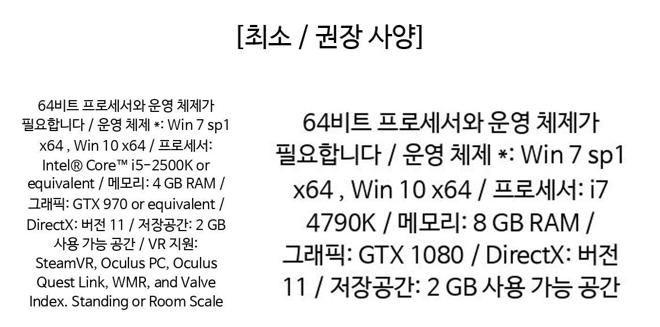 [최소 / 권장 사양]
64비트 프로세서와 운영 체제가
필요합니다 / 운영 체제 *: Win 7 sp1
x64 , Win 10 x64 / 프로세서:
Intel® Core™ i5-2500K or
equivalent / 메모리: 4 GB RAM /
그래픽: GTX 970 or equivalent /
DirectX: 버전 11 / 저장공간: 2 GB
사용 가능 공간 / VR 지원:
SteamVR, Oculus PC, Oculus
Quest Link, WMR, and Valve
Index. Standing or Room Scale
64비트 프로세서와 운영 체제가
필요합니다 / 운영 체제 *: Win 7 sp1
x64 , Win 10 x64 / 프로세서: i7
4790K / 메모리: 8 GB RAM /
그래픽: GTX 1080 / DirectX: 버전
11 / 저장공간: 2 GB 사용 가능 공간